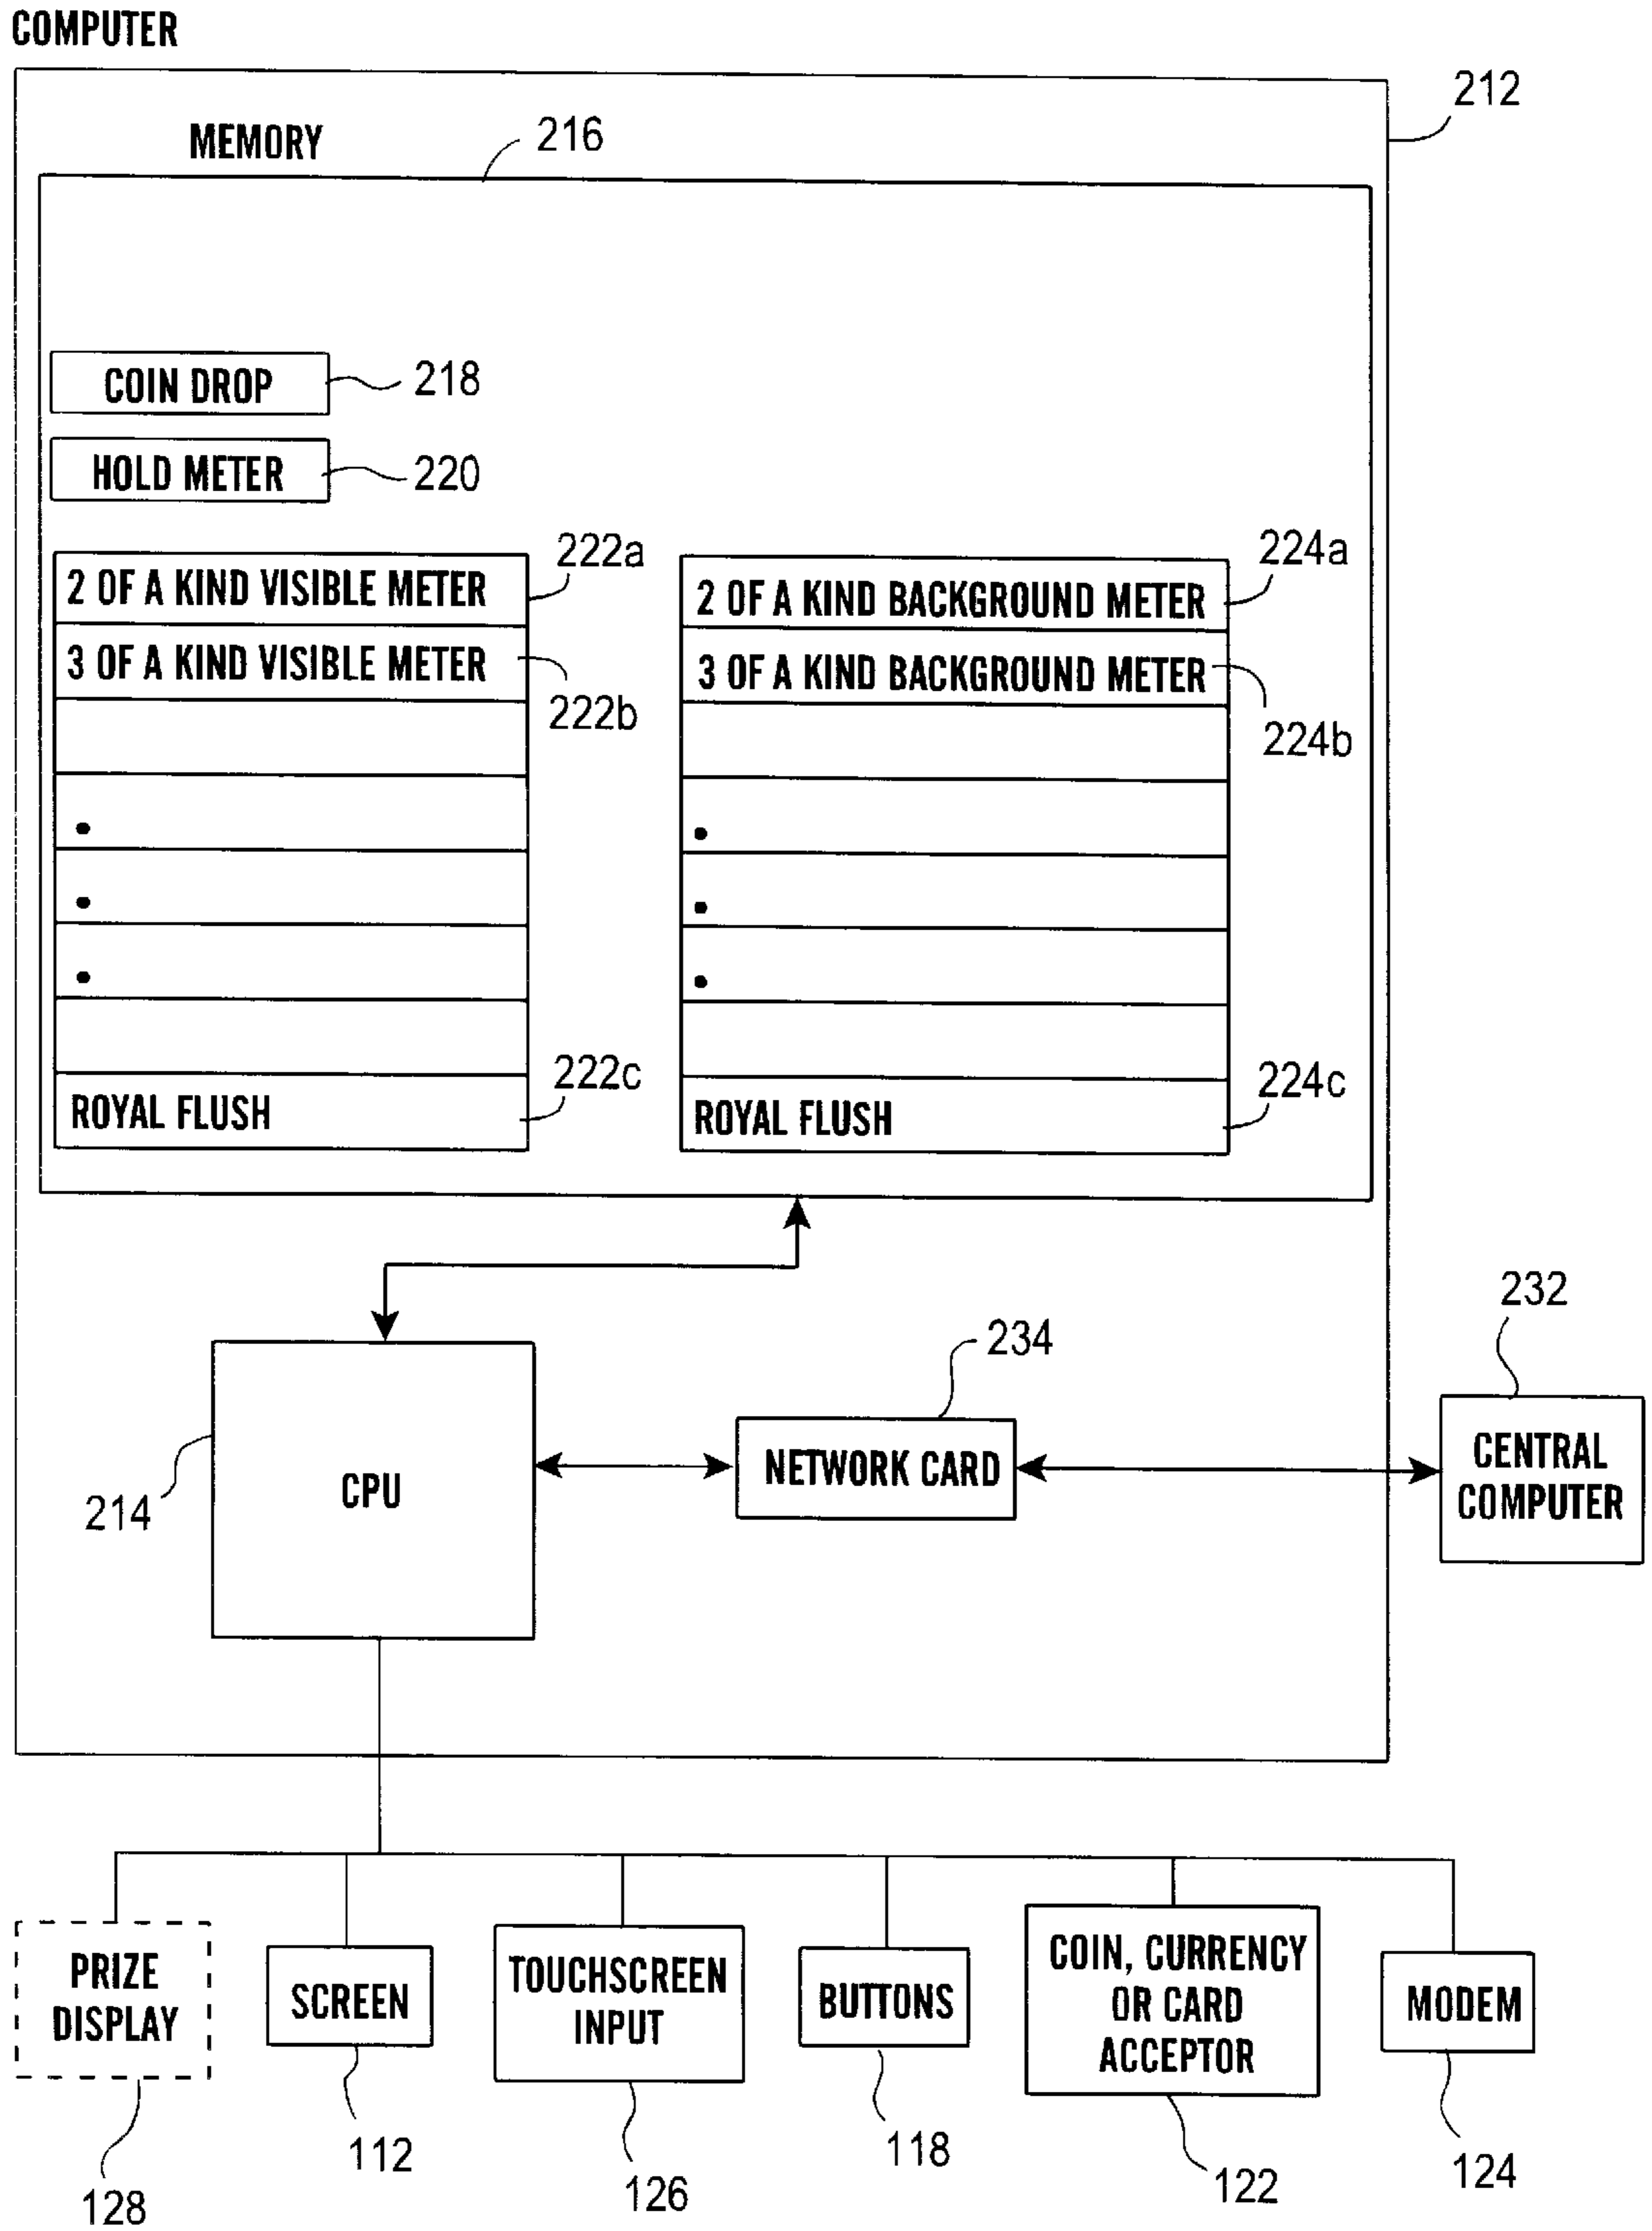 COMPUTER
212
MEMORY
216
COIN DROP
218
HOLD METER
220
222a
2 OF A KIND VISIBLE METER
3 OF A KIND VISIBLE METER
222b
•
•
•
222c
ROYAL FLUSH
224a
2 OF A KIND BACKGROUND METER
3 OF A KIND BACKGROUND METER
224b
•
•
•
224c
ROYAL FLUSH
214
CPU
234
NETWORK CARD
232
CENTRAL
COMPUTER
PRIZE
DISPLAY
128
SCREEN
112
TOUCHSCREEN
INPUT
126
BUTTONS
118
COIN, CURRENCY
OR CARD
ACCEPTOR
122
MODEM
124